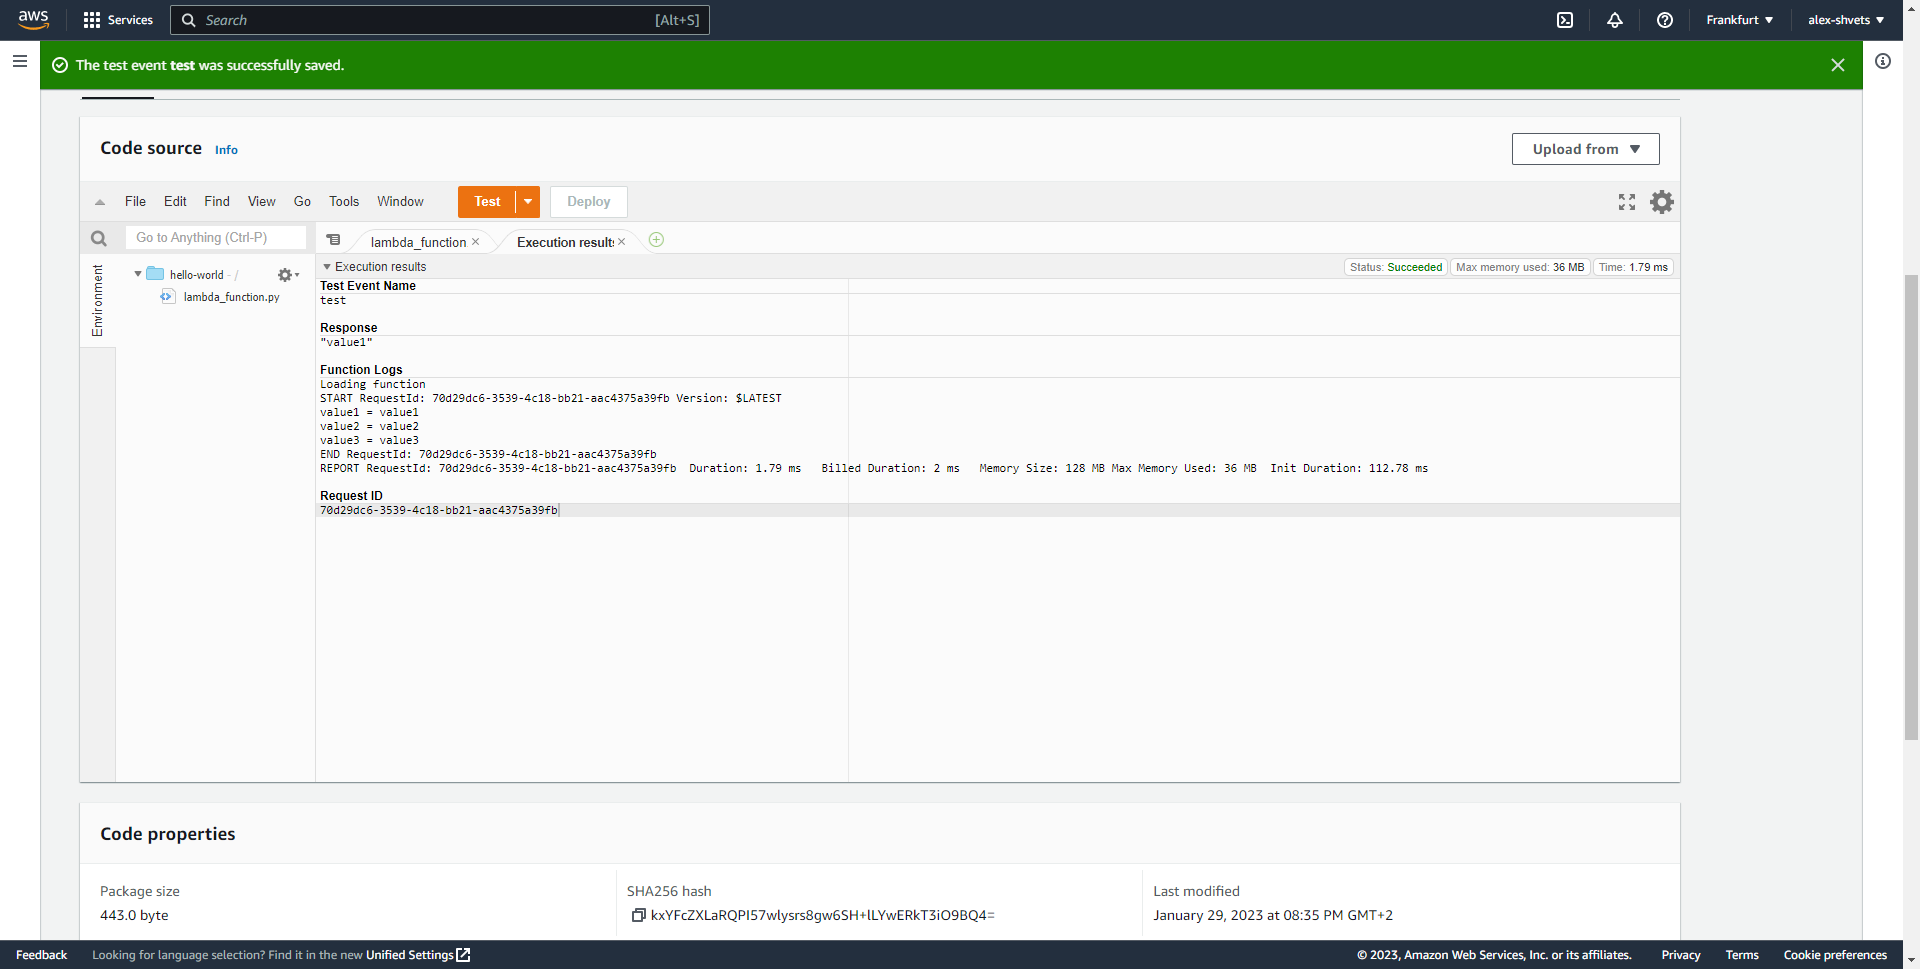 aws
Services
Search
[Alt+S]
Frankfurt
alex-shvets
The test event test was successfully saved.
Code source
Info
Upload from
File Edit Find View Go Tools Window
Test
Deploy
Go to Anything (Ctrl-P)
lambda_function
Execution results
Environment
hello-world - /
lambda_function.py
Execution results
Status: Succeeded
Max memory used: 36 MB
Time: 1.79 ms
Test Event Name
test
Response
"value1"
Function Logs
Loading function
START RequestId: 70d29dc6-3539-4c18-bb21-aac4375a39fb Version: $LATEST
value1 = value1
value2 = value2
value3 = value3
END RequestId: 70d29dc6-3539-4c18-bb21-aac4375a39fb
REPORT RequestId: 70d29dc6-3539-4c18-bb21-aac4375a39fb Duration: 1.79 ms Billed Duration: 2 ms Memory Size: 128 MB Max Memory Used: 36 MB Init Duration: 112.78 ms
Request ID
70d29dc6-3539-4c18-bb21-aac4375a39fb
Code properties
Package size
443.0 byte
SHA256 hash
kxYFcZXLaRQPI57wlysrs8gw6SH+lLYwERkT3iO9BQ4=
Last modified
January 29, 2023 at 08:35 PM GMT+2
Feedback
Looking for language selection? Find it in the new Unified Settings
© 2023, Amazon Web Services, Inc. or its affiliates.
Privacy
Terms
Cookie preferences